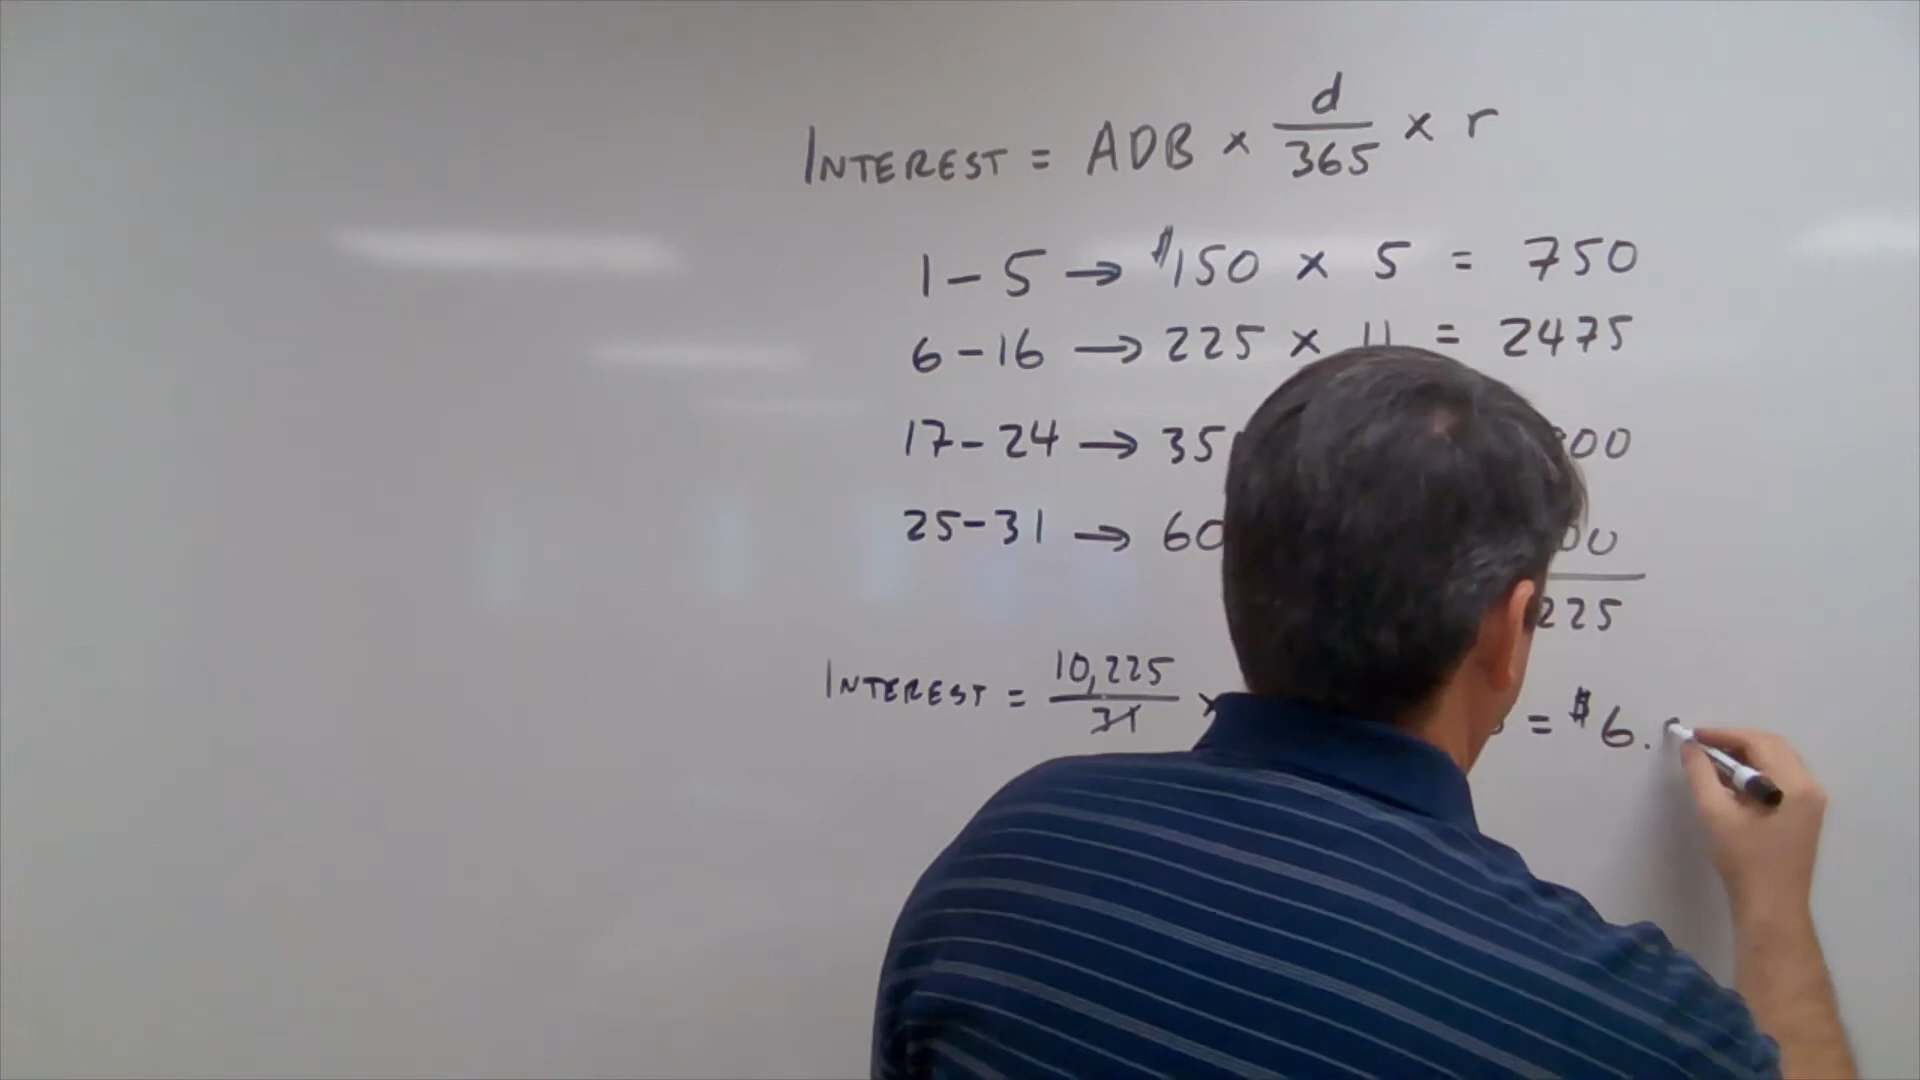 INTEREST = ADB × d/365 × r
1 - 5 → $150 × 5 = 750
6 - 16 → 225 × 11 = 2475
17 - 24 → 35 00
25 - 31 → 60 00
225
INTEREST = 10,225/31 × = $6.